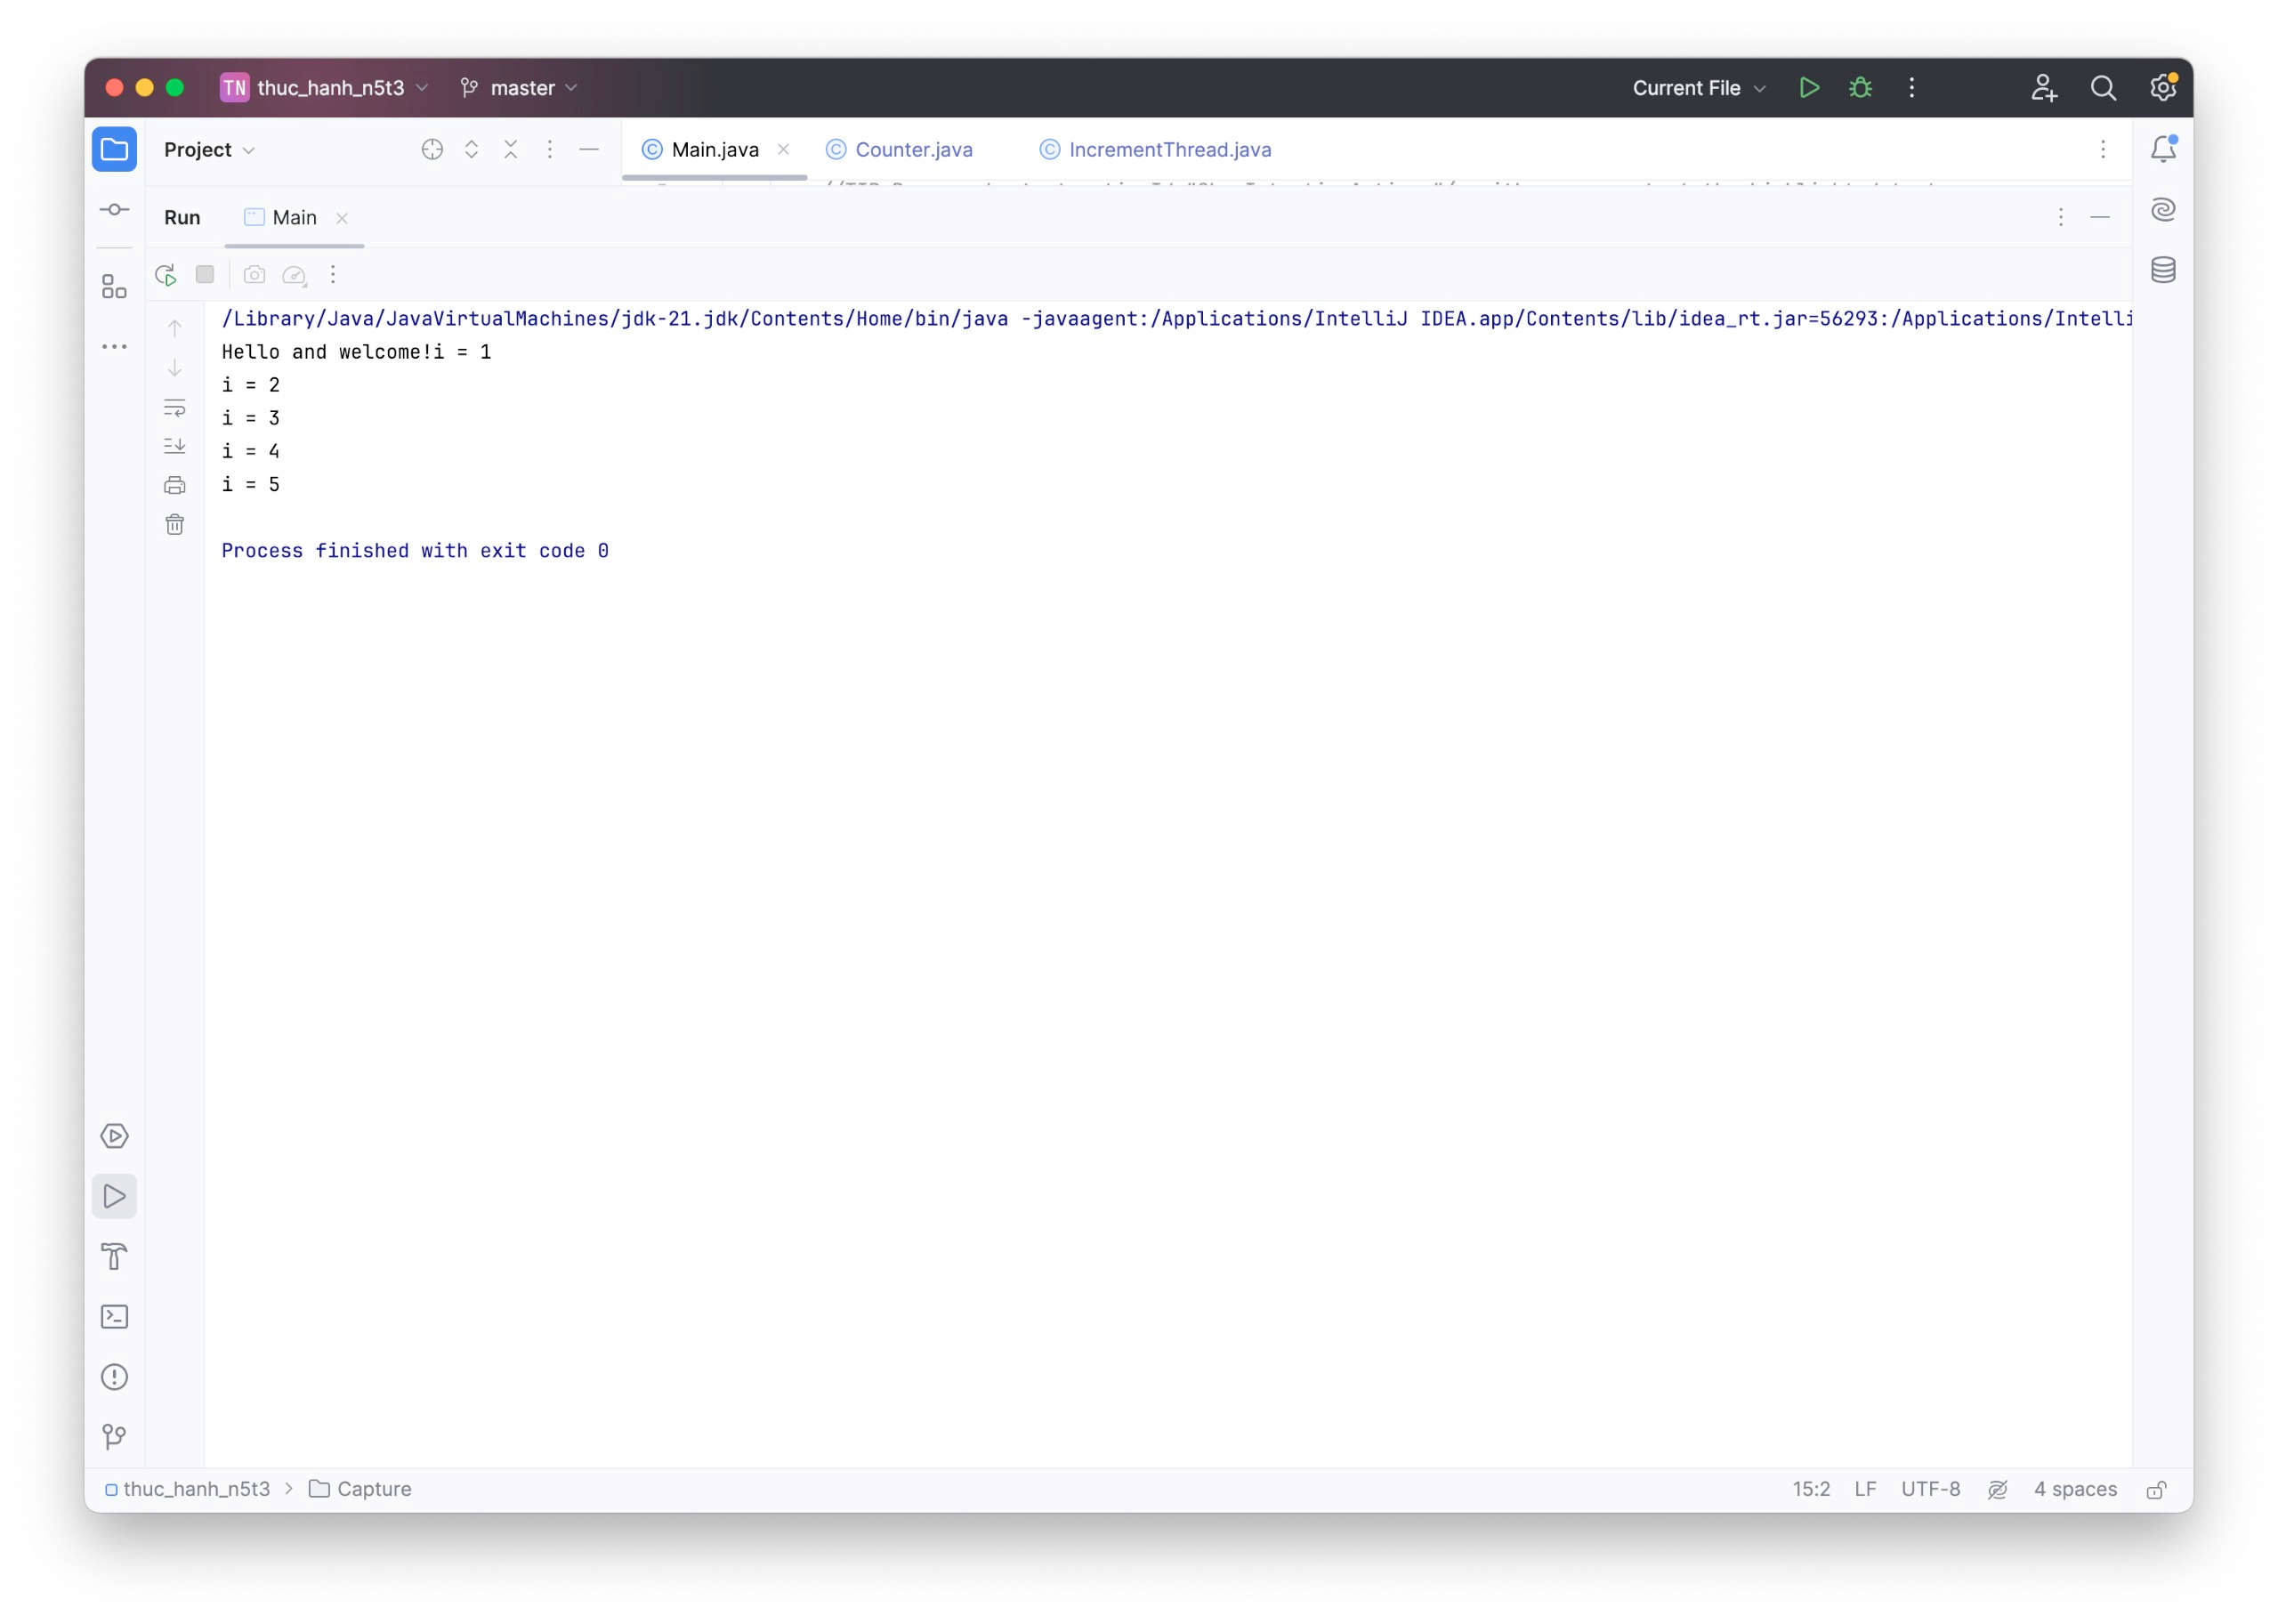 TN thuc_hanh_n5t3 master Current File
Project Main.java Counter.java IncrementThread.java
Run Main
/Library/Java/JavaVirtualMachines/jdk-21.jdk/Contents/Home/bin/java -javaagent:/Applications/IntelliJ IDEA.app/Contents/lib/idea_rt.jar=56293:/Applications/Intelli
Hello and welcome!i = 1
i = 2
i = 3
i = 4
i = 5
Process finished with exit code 0
thuc_hanh_n5t3 > Capture 15:2 LF UTF-8 4 spaces